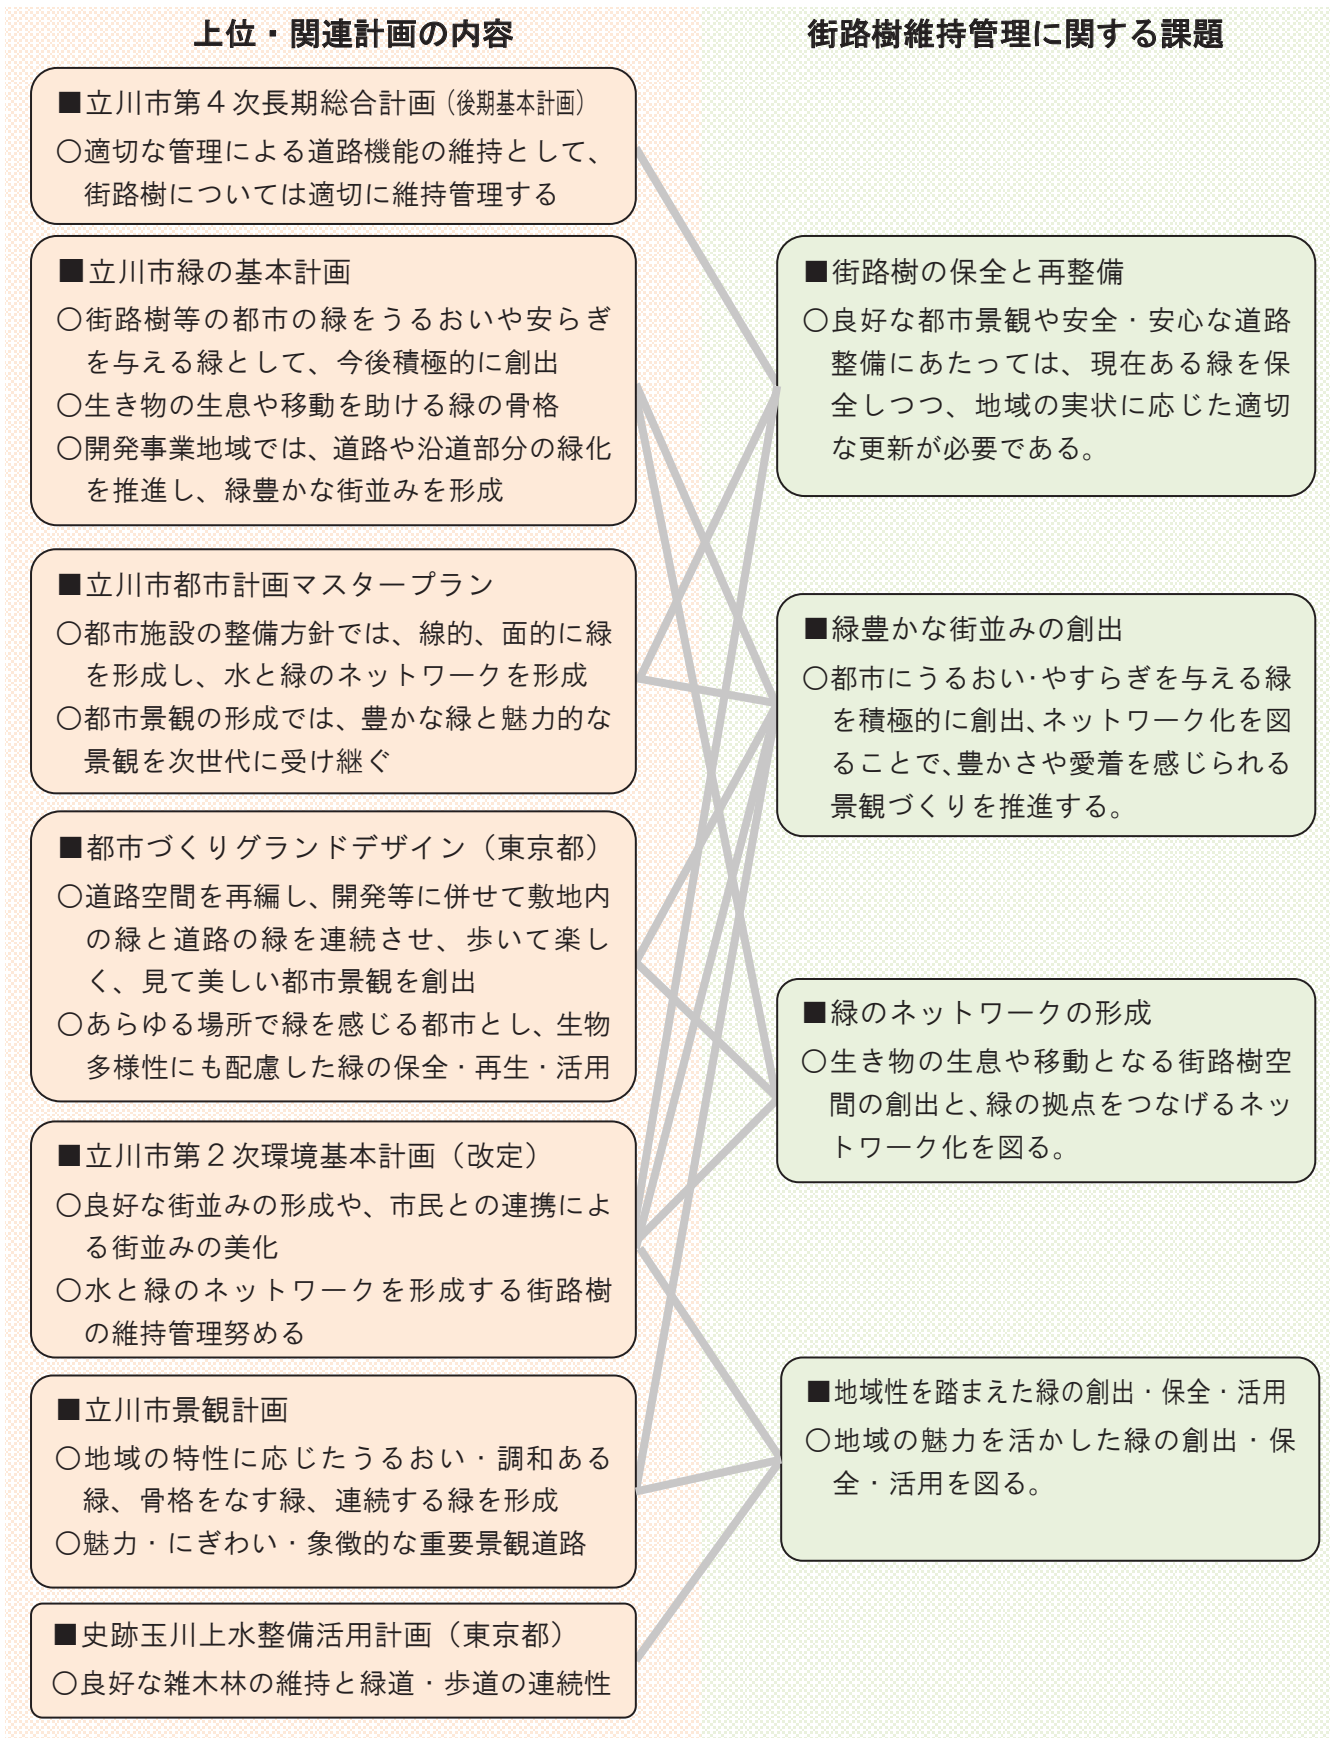 上位・関連計画の内容
■立川市第４次長期総合計画（後期基本計画）
〇適切な管理による道路機能の維持として、
街路樹については適切に維持管理する
■立川市緑の基本計画
〇街路樹等の都市の緑をうるおいや安らぎ
を与える緑として、今後積極的に創出
〇生き物の生息や移動を助ける緑の骨格
〇開発事業地域では、道路や沿道部分の緑化
を推進し、緑豊かな街並みを形成
■立川市都市計画マスタープラン
〇都市施設の整備方針では、線的、面的に緑
を形成し、水と緑のネットワークを形成
〇都市景観の形成では、豊かな緑と魅力的な
景観を次世代に受け継ぐ
■都市づくりグランドデザイン（東京都）
〇道路空間を再編し、開発等に併せて敷地内
の緑と道路の緑を連続させ、歩いて楽し
く、見て美しい都市景観を創出
〇あらゆる場所で緑を感じる都市とし、生物
多様性にも配慮した緑の保全・再生・活用
■立川市第２次環境基本計画（改定）
〇良好な街並みの形成や、市民との連携によ
る街並みの美化
〇水と緑のネットワークを形成する街路樹
の維持管理努める
■立川市景観計画
〇地域の特性に応じたうるおい・調和ある
緑、骨格をなす緑、連続する緑を形成
〇魅力・にぎわい・象徴的な重要景観道路
■史跡玉川上水整備活用計画（東京都）
〇良好な雑木林の維持と緑道・歩道の連続性
街路樹維持管理に関する課題
■街路樹の保全と再整備
〇良好な都市景観や安全・安心な道路
整備にあたっては、現在ある緑を保
全しつつ、地域の実状に応じた適切
な更新が必要である。
■緑豊かな街並みの創出
〇都市にうるおい・やすらぎを与える緑
を積極的に創出、ネットワーク化を図
ることで、豊かさや愛着を感じられる
景観づくりを推進する。
■緑のネットワークの形成
〇生き物の生息や移動となる街路樹空
間の創出と、緑の拠点をつなげるネッ
トワーク化を図る。
■地域性を踏まえた緑の創出・保全・活用
〇地域の魅力を活かした緑の創出・保
全・活用を図る。